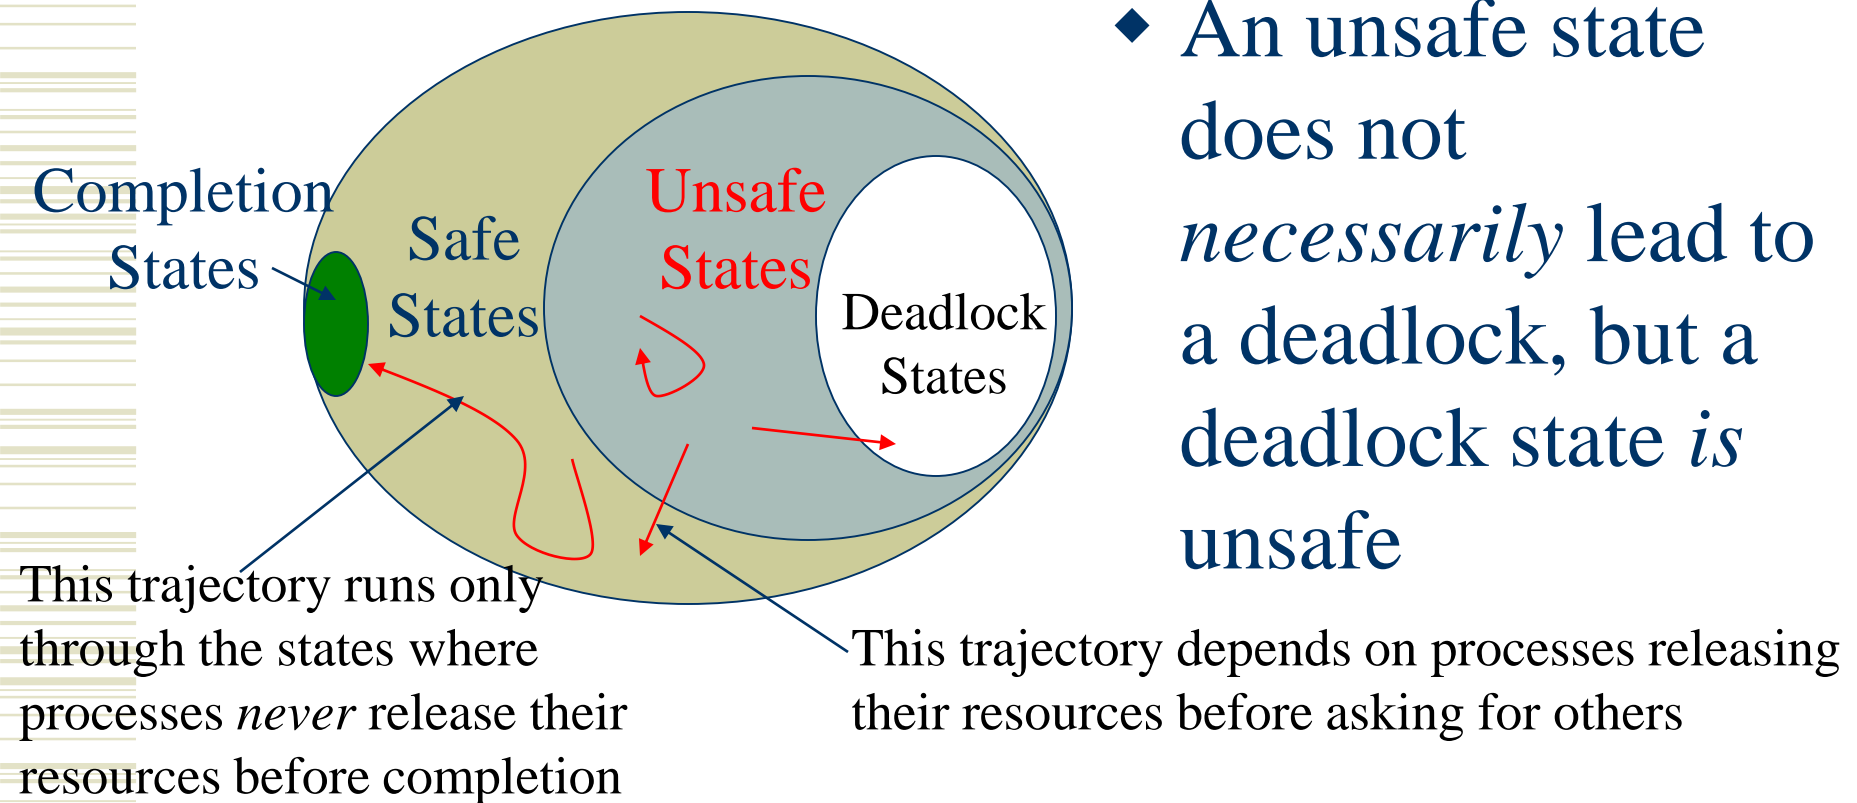 ◆ An unsafe state
does not
necessarily lead to
a deadlock, but a
deadlock state is
unsafe
Completion
States
Safe
States
Unsafe
States
Deadlock
States
This trajectory runs only
through the states where
processes never release their
resources before completion
This trajectory depends on processes releasing
their resources before asking for others